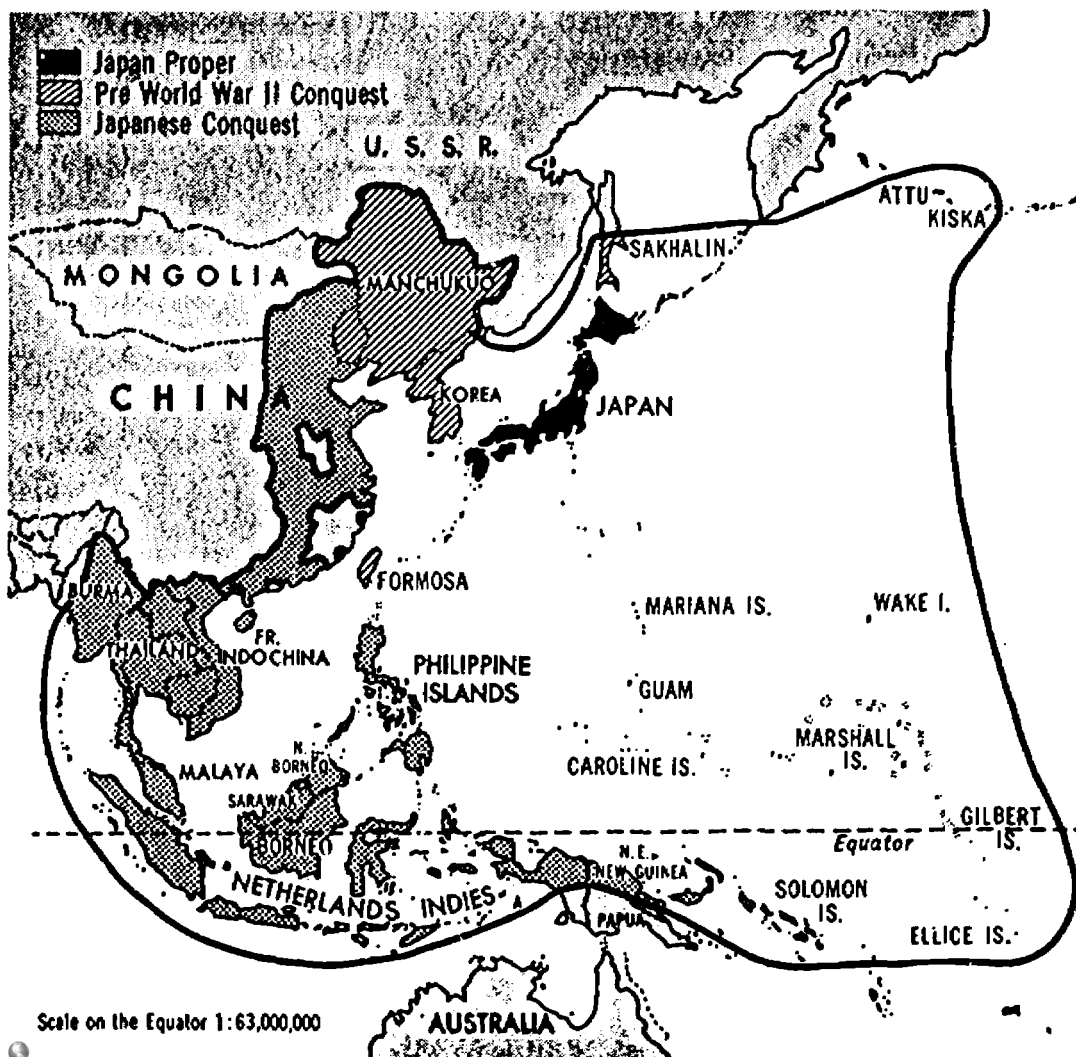 Japan Proper
Pre World War II Conquest
Japanese Conquest
U. S. S. R.
ATTU
KISKA
SAKHALIN
MONGOLIA
MANCHUKUO
CHINA
KOREA
JAPAN
FORMOSA
MARIANA IS.
WAKE I.
BURMA
THAILAND
FR.
INDOCHINA
PHILIPPINE
ISLANDS
GUAM
MARSHALL
IS.
CAROLINE IS.
MALAYA
N.
BORNEO
SARAWAK
BORNEO
GILBERT
IS.
Equator
N.E.
NEW GUINEA
NETHERLANDS INDIES
SOLOMON
IS.
PAPUA
ELLICE IS.
Scale on the Equator 1:63,000,000
AUSTRALIA